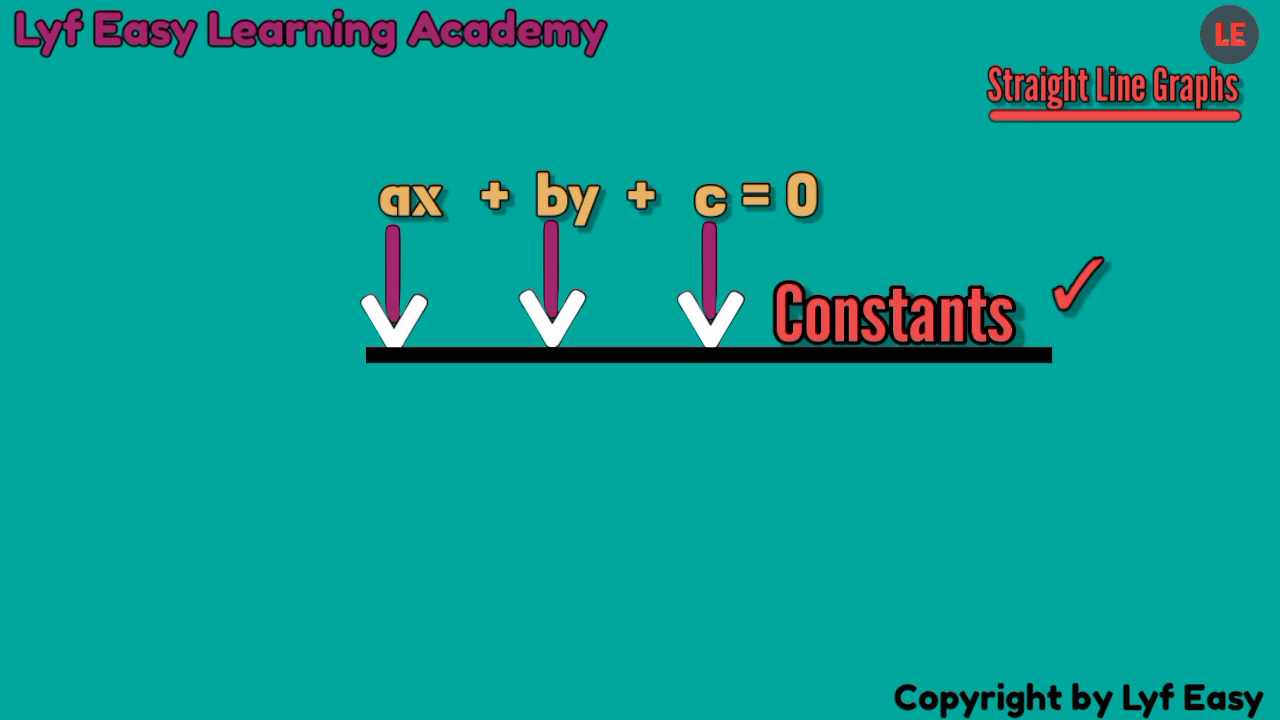 Lyf Easy Learning Academy
LE
Straight Line Graphs
ax + by + c = 0
Constants ✓
Copyright by Lyf Easy